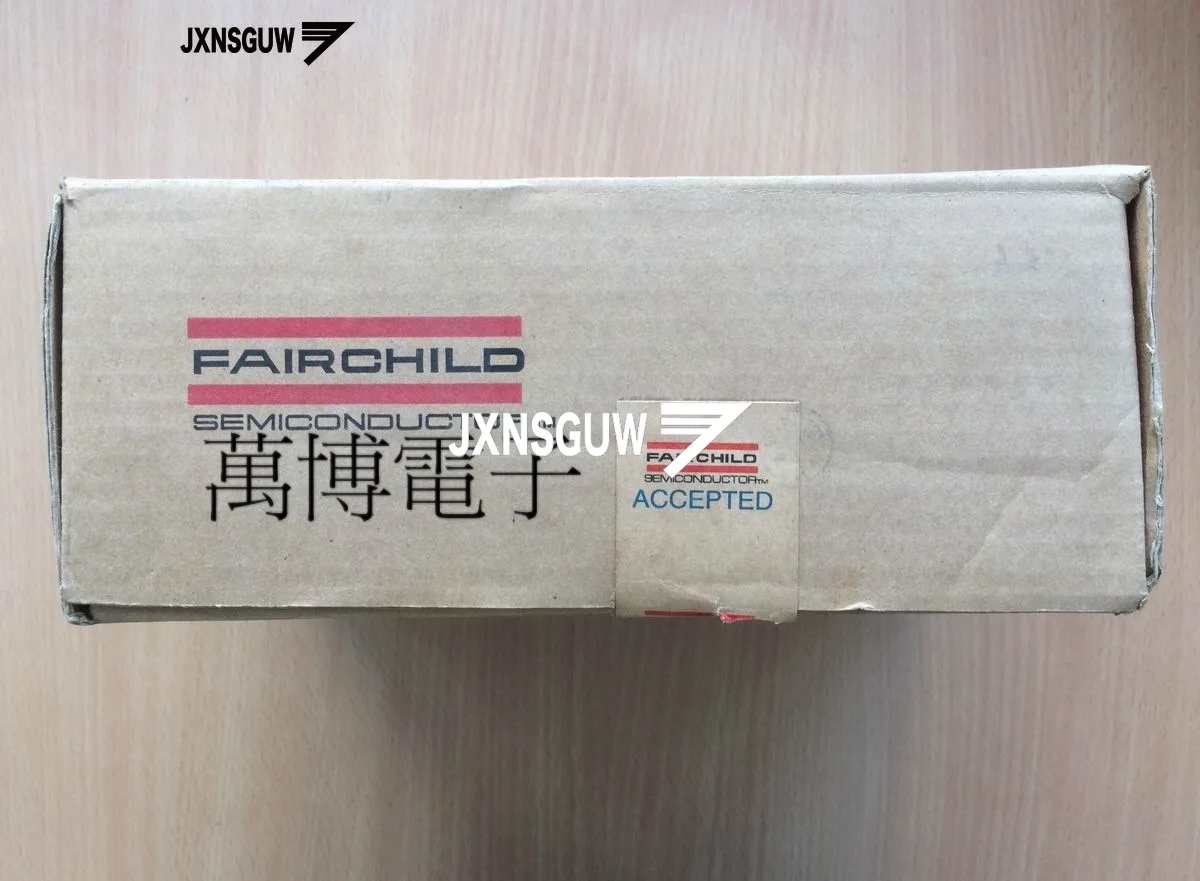 JXNSGUW
FAIRCHILD
SEMICONDUCTOR
JXNSGUW
萬博電子
FAIRCHILD
SEMICONDUCTOR™
ACCEPTED